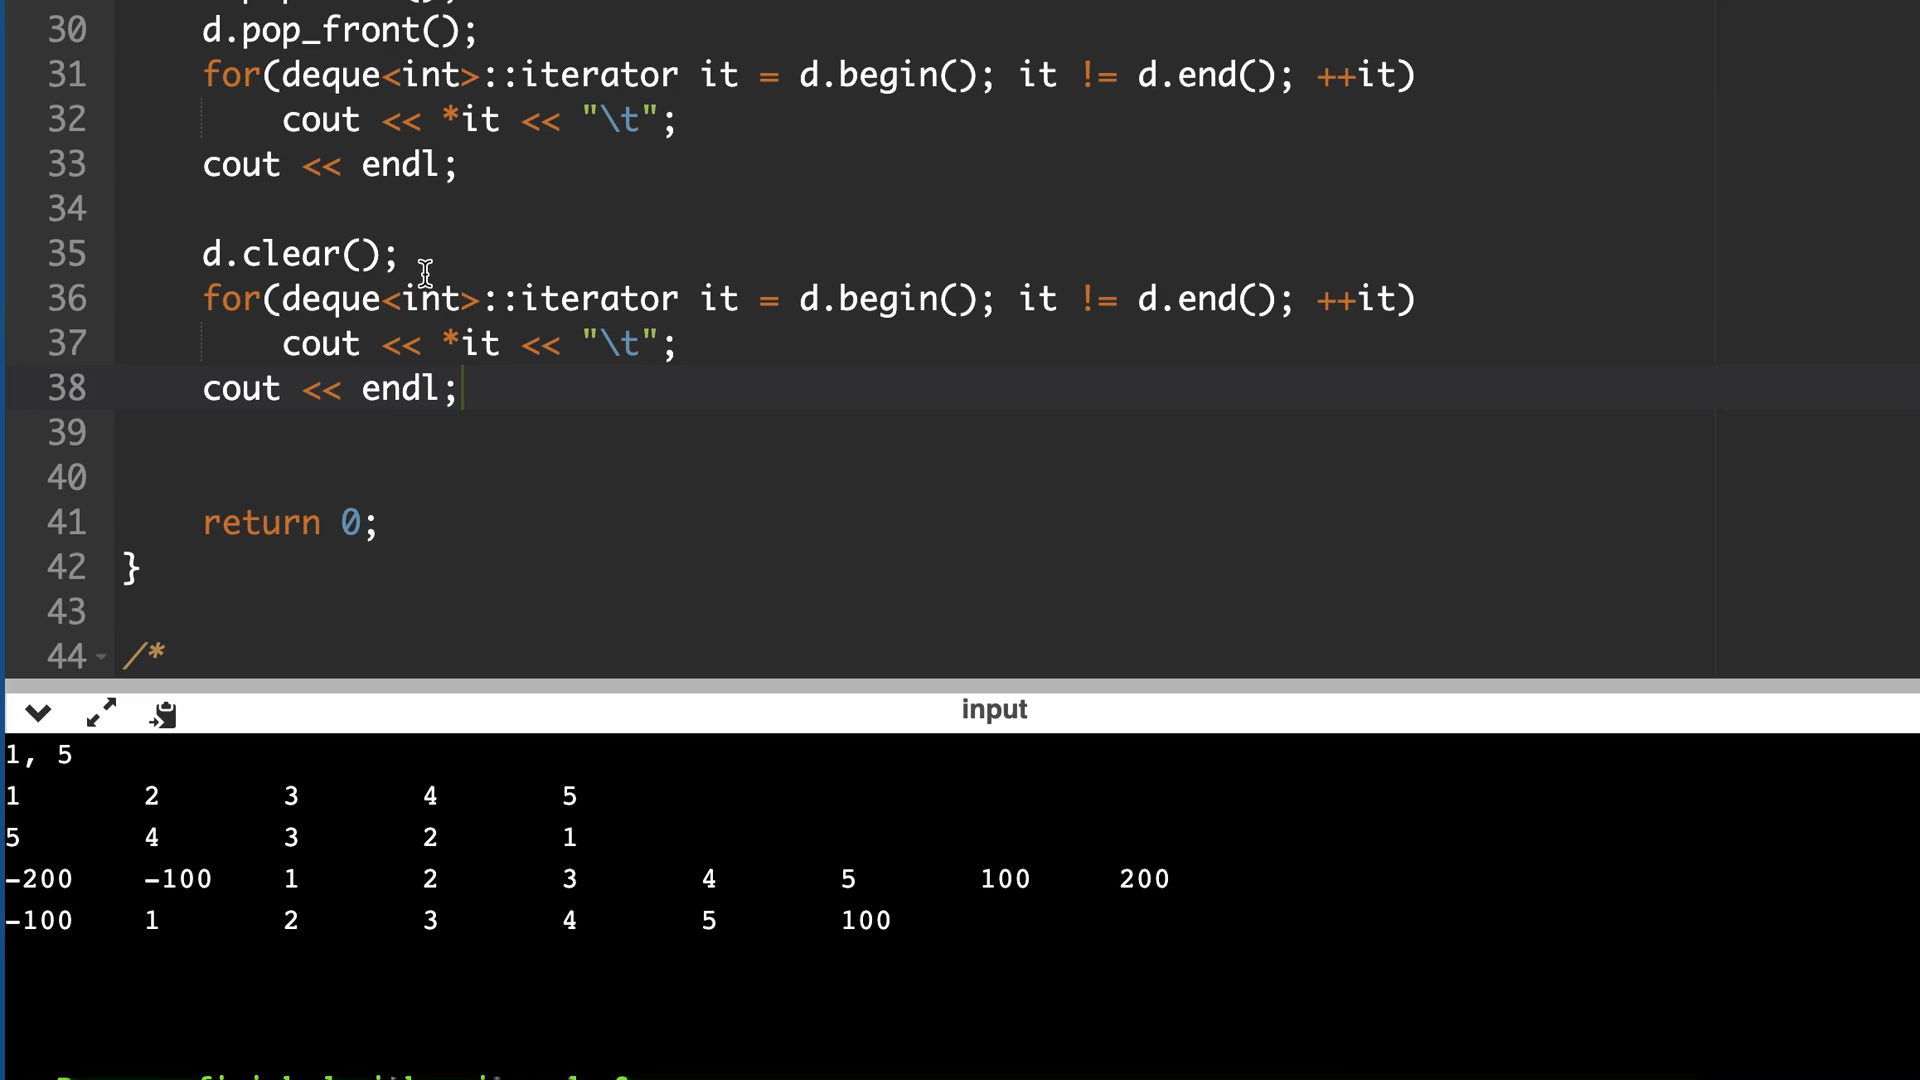 30 d.pop_front();
31 for(deque<int>::iterator it = d.begin(); it != d.end(); ++it)
32 cout << *it << "\t";
33 cout << endl;
34
35 d.clear();
36 for(deque<int>::iterator it = d.begin(); it != d.end(); ++it)
37 cout << *it << "\t";
38 cout << endl;
39
40
41 return 0;
42 }
43
44 /*
input
1, 5
1 2 3 4 5
5 4 3 2 1
-200 -100 1 2 3 4 5 100 200
-100 1 2 3 4 5 100